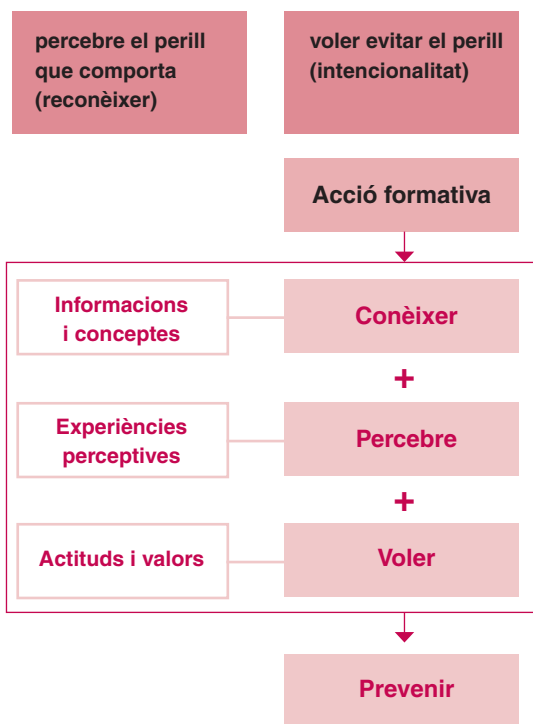 percebre el perill
que comporta
(reconèixer)
voler evitar el perill
(intencionalitat)
Acció formativa
Informacions
i conceptes
Conèixer
+
Experiències
perceptives
Percebre
+
Actituds i valors
Voler
Prevenir